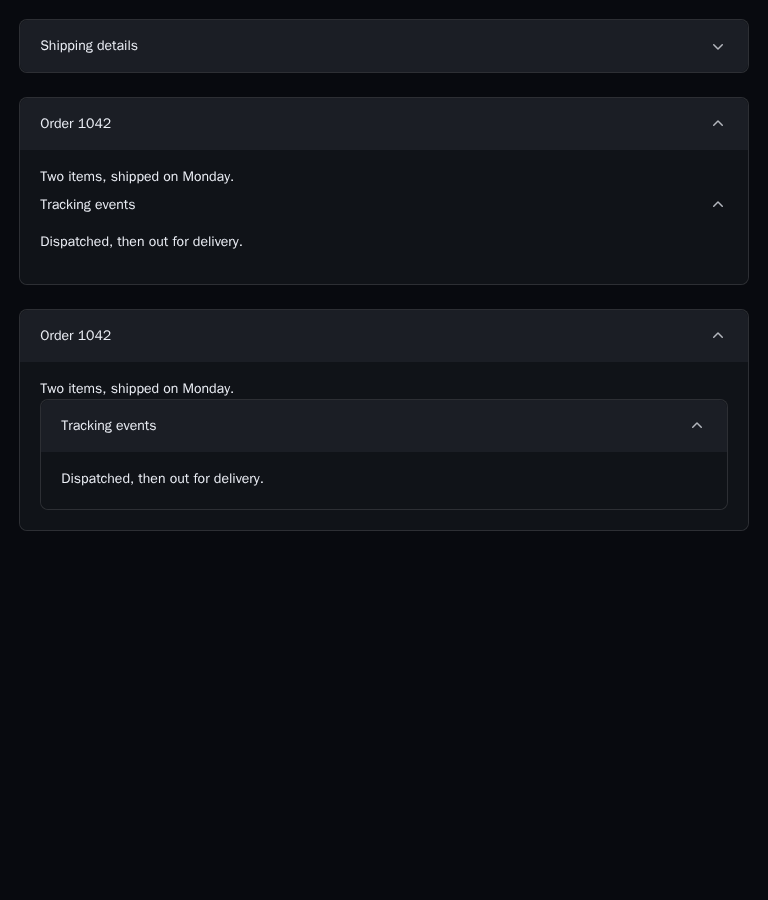 Shipping details
Order 1042
Two items, shipped on Monday.
Tracking events
Dispatched, then out for delivery.
Order 1042
Two items, shipped on Monday.
Tracking events
Dispatched, then out for delivery.